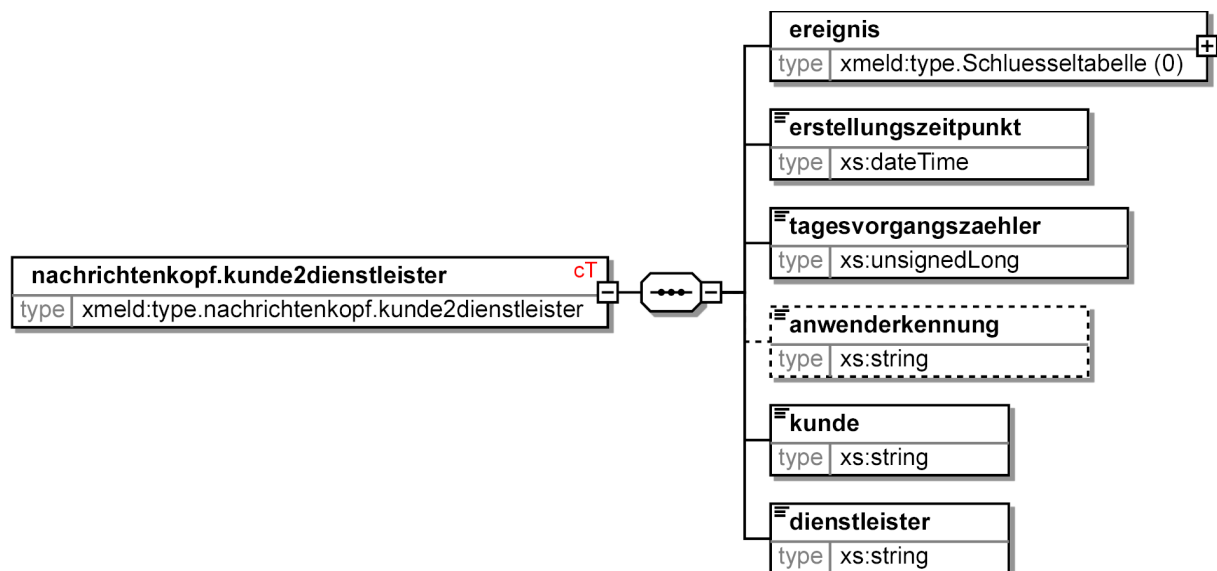 ereignis
type xmeld:type.Schluesseltabelle (0)
erstellungszeitpunkt
type xs:dateTime
tagesvorgangszaehler
type xs:unsignedLong
nachrichtenkopf.kunde2dienstleister cT
type xmeld:type.nachrichtenkopf.kunde2dienstleister
anwenderkennung
type xs:string
kunde
type xs:string
dienstleister
type xs:string